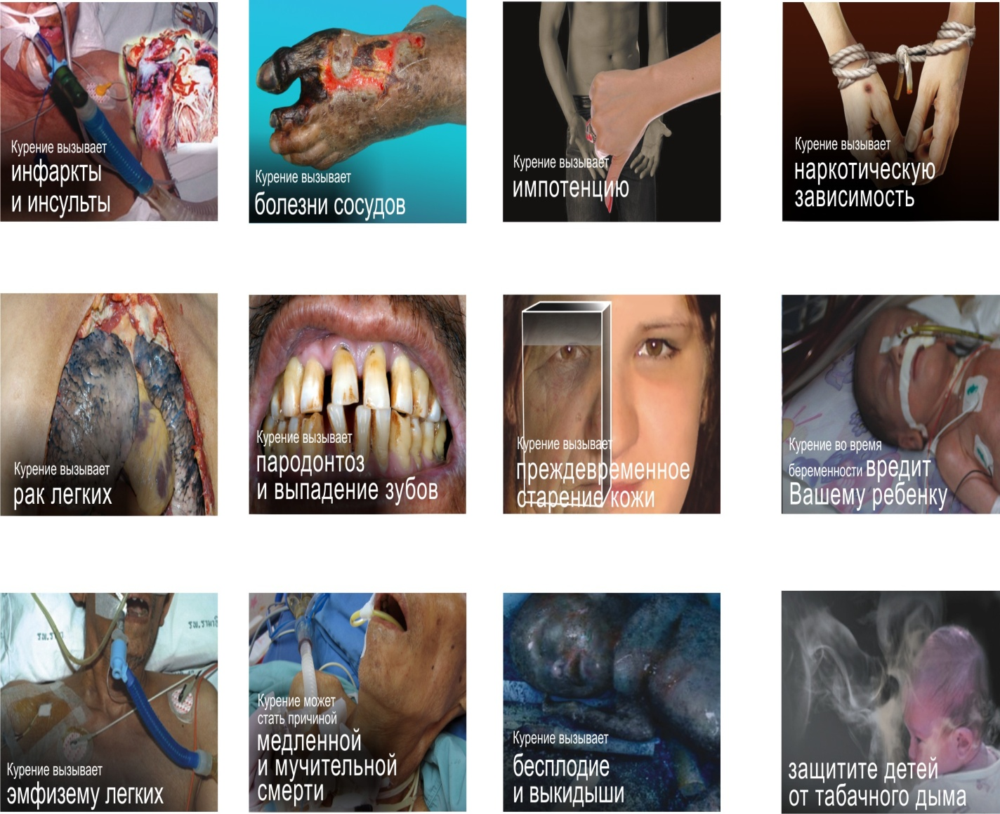 Курение вызывает
инфаркты
и инсульты
Курение вызывает
болезни сосудов
Курение вызывает
импотенцию
Курение вызывает
наркотическую
зависимость
Курение вызывает
рак легких
Курение вызывает
пародонтоз
и выпадение зубов
Курение вызывает
преждевременное
старение кожи
Курение во время
беременности вредит
Вашему ребенку
Курение вызывает
эмфизему легких
Курение может
стать причиной
медленной
и мучительной
смерти
Курение вызывает
бесплодие
и выкидыши
защитите детей
от табачного дыма